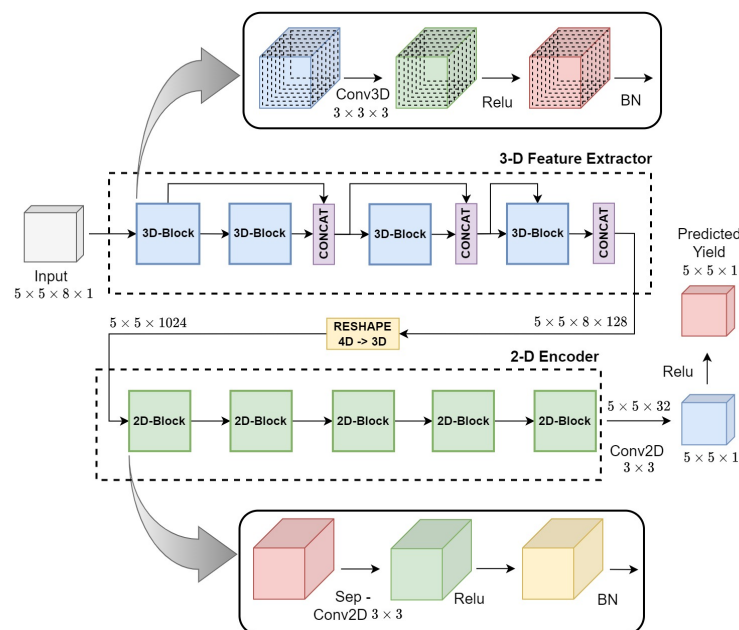 Conv3D
3 × 3 × 3
Relu
BN
3-D Feature Extractor
Input
5 × 5 × 8 × 1
3D-Block
3D-Block
CONCAT
3D-Block
CONCAT
3D-Block
CONCAT
Predicted
Yield
5 × 5 × 1
5 × 5 × 1024
RESHAPE
4D -> 3D
5 × 5 × 8 × 128
2-D Encoder
Relu
2D-Block
2D-Block
2D-Block
2D-Block
2D-Block
5 × 5 × 32
Conv2D
3 × 3
5 × 5 × 1
Sep -
Conv2D 3 × 3
Relu
BN